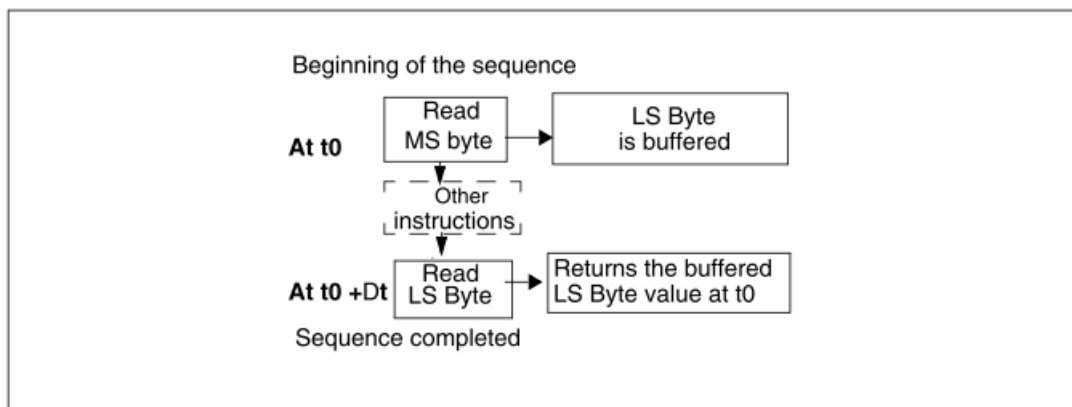 Beginning of the sequence
At t0
Read
MS byte
LS Byte
is buffered
Other
instructions
At t0 +Dt
Read
LS Byte
Returns the buffered
LS Byte value at t0
Sequence completed